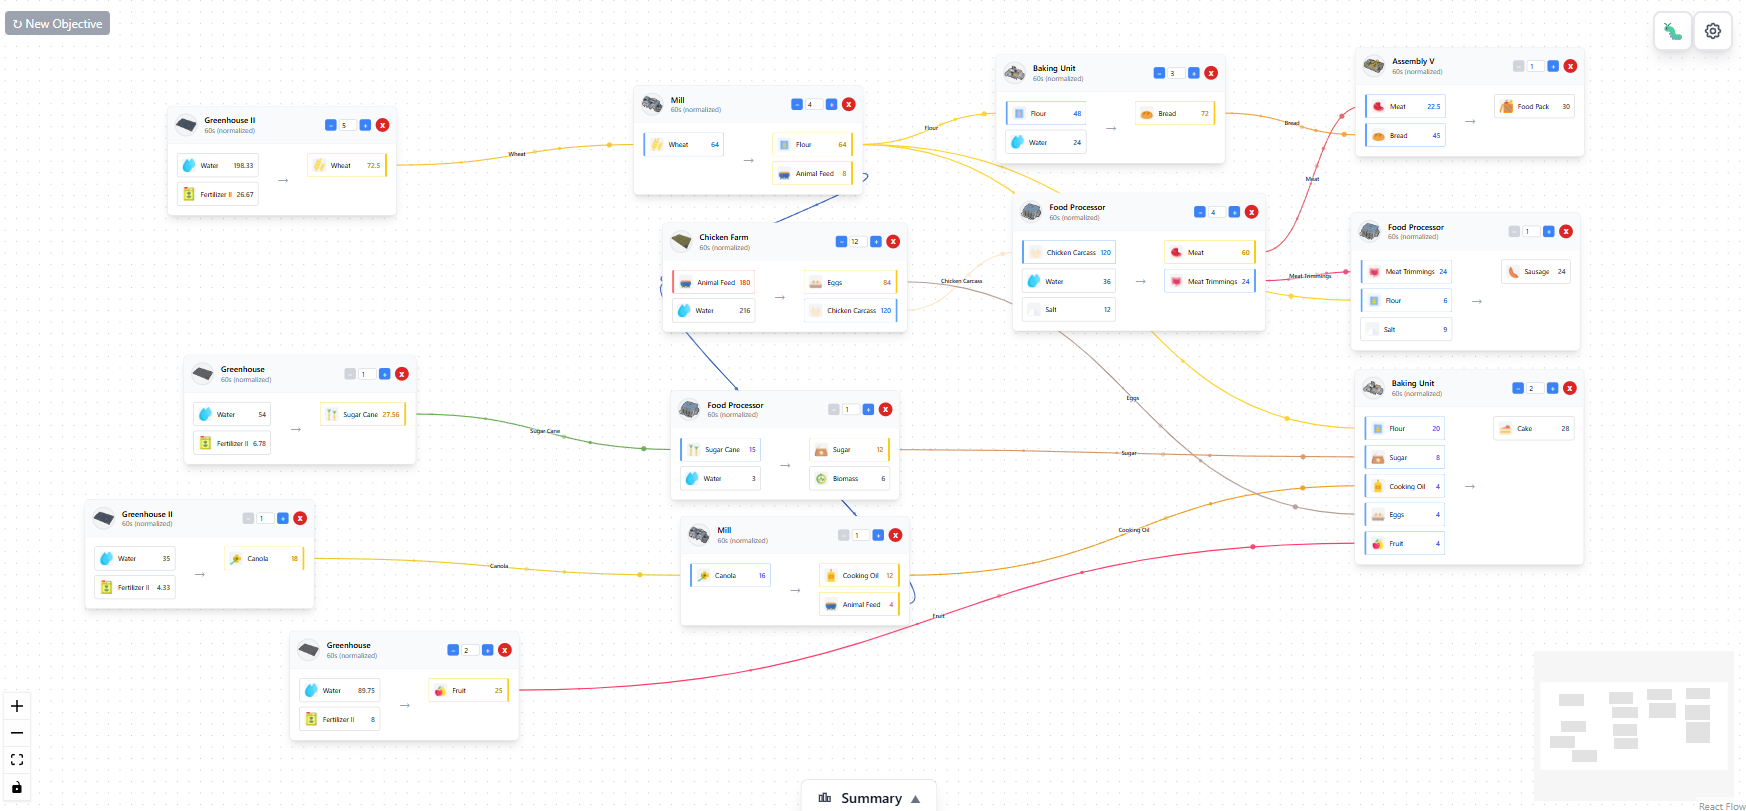 ↻ New Objective
Greenhouse II
60s (normalized)
− 5 + X
Water 198.33
Fertilizer II 26.67
→
Wheat 72.5
Wheat
Mill
60s (normalized)
− 4 + X
Wheat 64
→
Flour 64
Animal Feed 8
Flour
Baking Unit
60s (normalized)
− 3 + X
Flour 48
Water 24
→
Bread 72
Bread
Assembly V
60s (normalized)
− 1 + X
Meat 22.5
Bread 45
→
Food Pack 30
Meat
Chicken Farm
60s (normalized)
− 12 + X
Animal Feed 180
Water 216
→
Eggs 84
Chicken Carcass 120
Chicken Carcass
Food Processor
60s (normalized)
− 4 + X
Chicken Carcass 120
Water 36
Salt 12
→
Meat 60
Meat Trimmings 24
Meat Trimmings
Food Processor
60s (normalized)
− 1 + X
Meat Trimmings 24
Flour 6
Salt 9
→
Sausage 24
Greenhouse
60s (normalized)
− 1 + X
Water 54
Fertilizer II 6.78
→
Sugar Cane 27.56
Sugar Cane
Food Processor
60s (normalized)
− 1 + X
Sugar Cane 15
Water 3
→
Sugar 12
Biomass 6
Sugar
Eggs
Baking Unit
60s (normalized)
− 2 + X
Flour 20
Sugar 8
Cooking Oil 4
Eggs 4
Fruit 4
→
Cake 28
Greenhouse II
60s (normalized)
− 1 + X
Water 35
Fertilizer II 4.33
→
Canola 18
Canola
Mill
60s (normalized)
− 1 + X
Canola 16
→
Cooking Oil 12
Animal Feed 4
Cooking Oil
Fruit
Greenhouse
60s (normalized)
− 2 + X
Water 89.75
Fertilizer II 8
→
Fruit 25
Summary ▲
React Flow